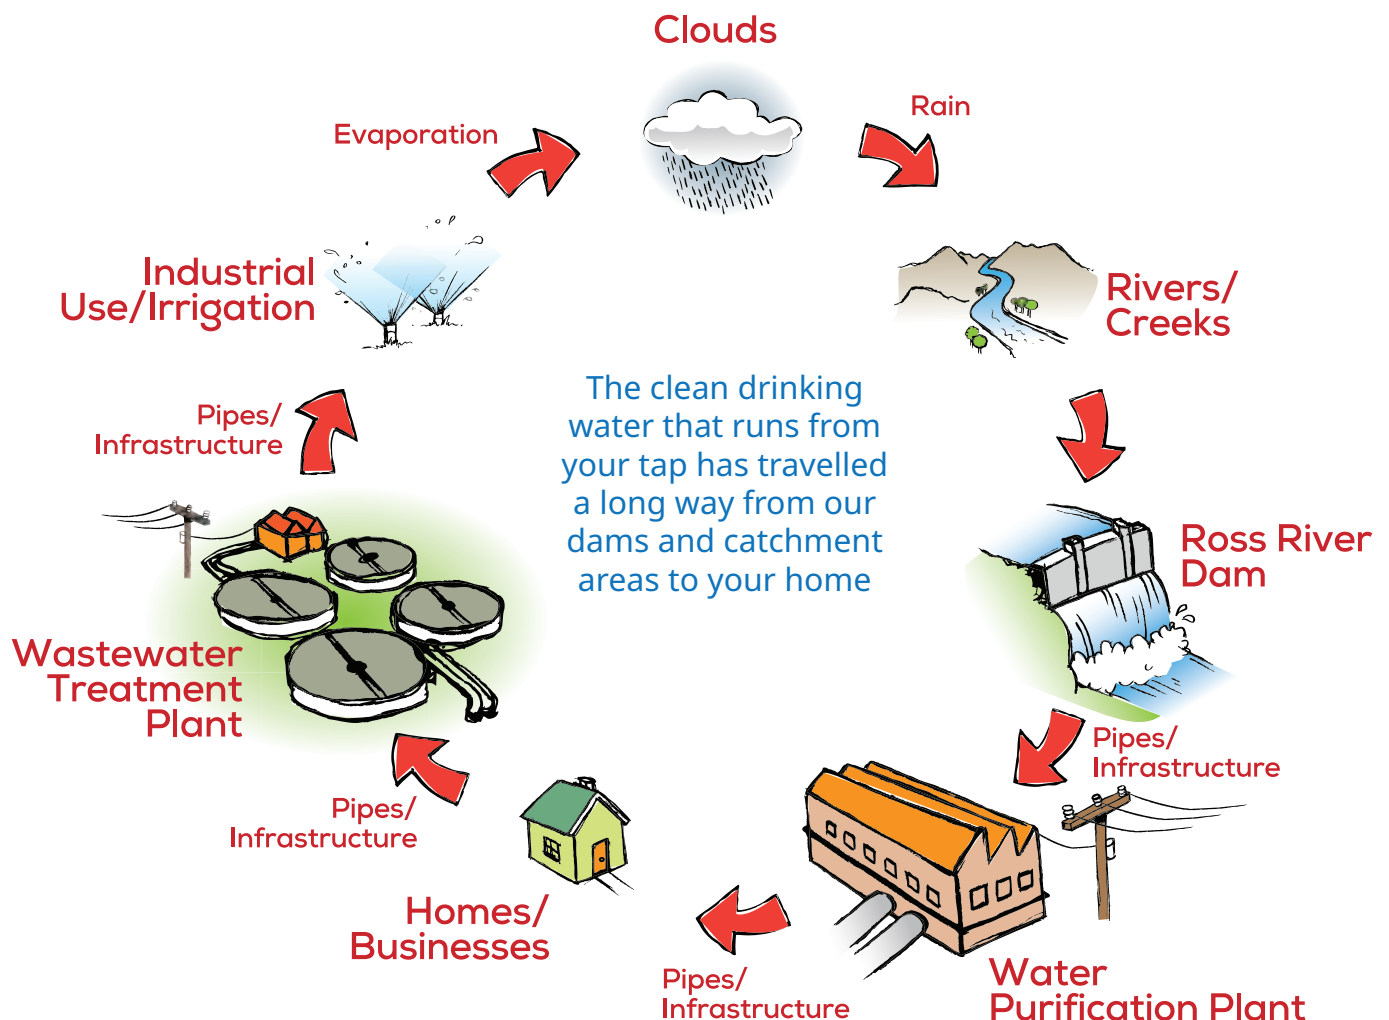 Clouds
Rain
Evaporation
Industrial
Use/Irrigation
Rivers/
Creeks
The clean drinking
water that runs from
your tap has travelled
a long way from our
dams and catchment
areas to your home
Pipes/
Infrastructure
Ross River
Dam
Wastewater
Treatment
Plant
Pipes/
Infrastructure
Pipes/
Infrastructure
Homes/
Businesses
Pipes/
Infrastructure
Water
Purification Plant